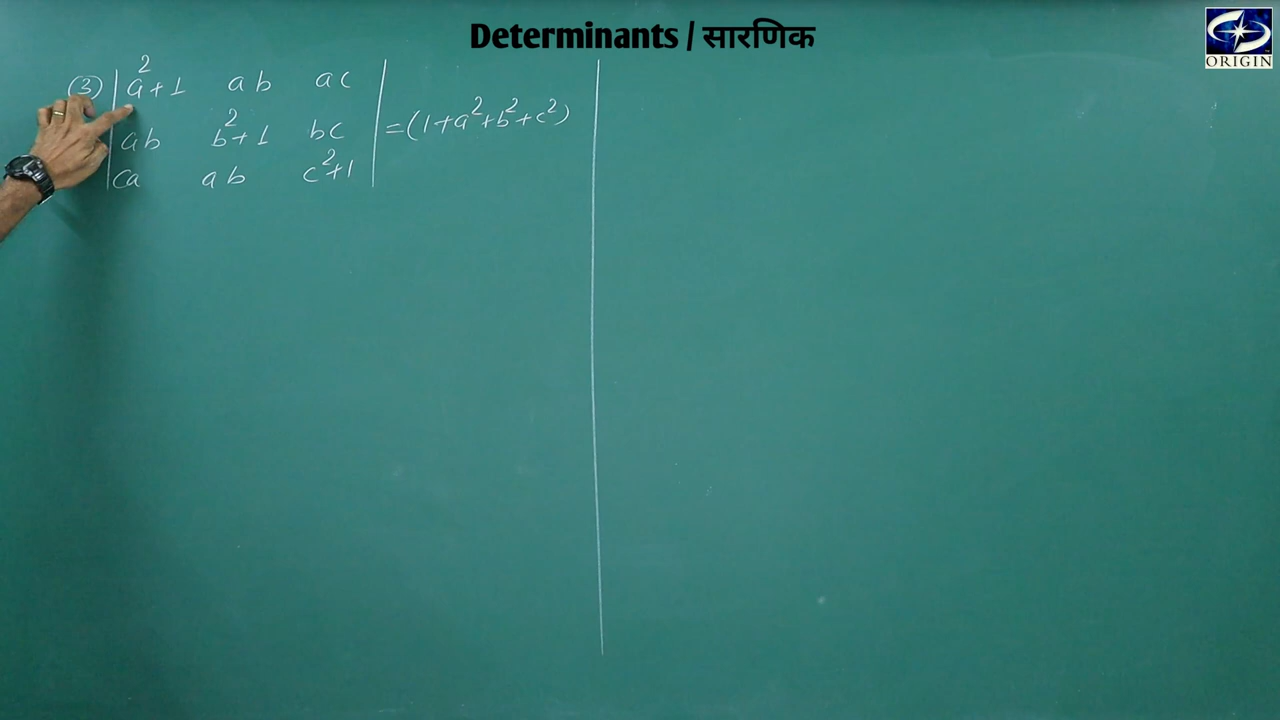 Determinants / सारणिक
ORIGIN
(3) | a²+1 ab ac |
| ab b²+1 bc | =(1+a²+b²+c²)
| ca ab c²+1 |